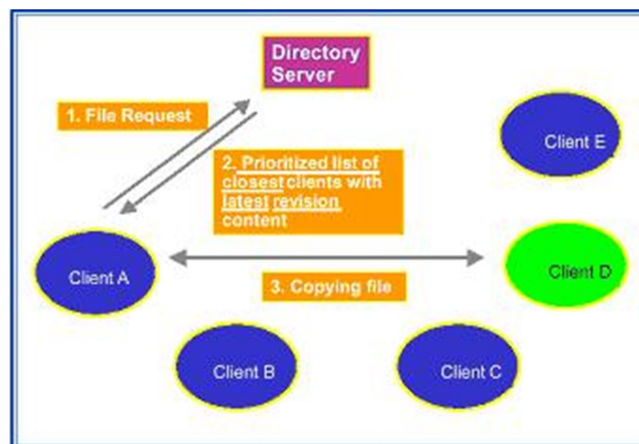 Directory
Server
1. File Request
Client E
2. Prioritized list of
closest clients with
latest revision
content
Client A
Client D
3. Copying file
Client B
Client C